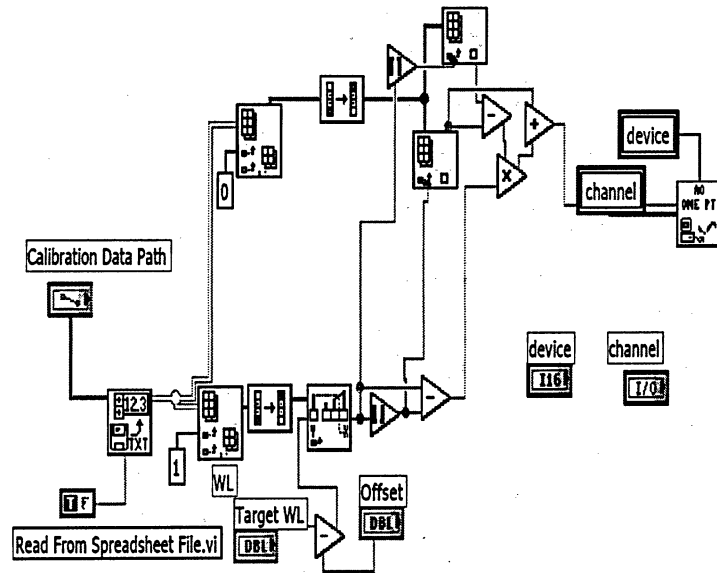 0
device
AO
ONE PT
channel
Calibration Data Path
123
TXT
device
channel
I16
I/O
1
WL
Target WL
Offset
T F
DBL
DBL
Read From Spreadsheet File.vi